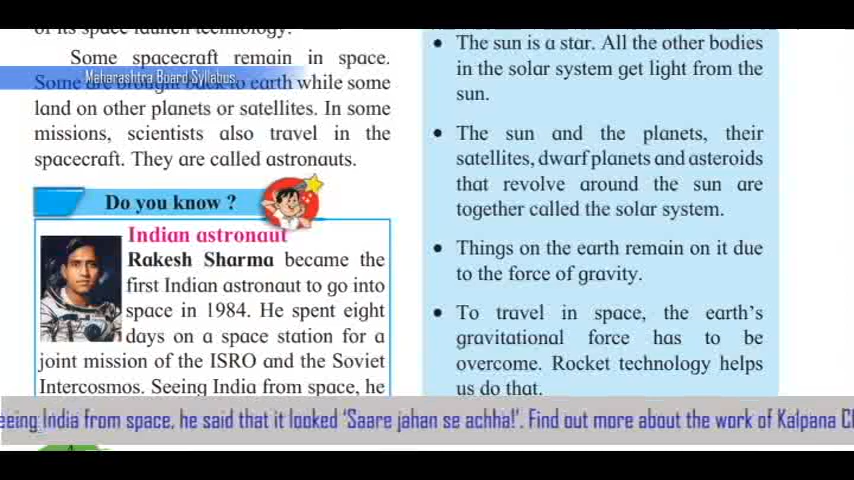 of its space launch technology.
Some spacecraft remain in space.
Some are brought back to earth while some
Maharashtra Board Syllabus
land on other planets or satellites. In some
missions, scientists also travel in the
spacecraft. They are called astronauts.
Do you know ?
Indian astronaut
Rakesh Sharma became the
first Indian astronaut to go into
space in 1984. He spent eight
days on a space station for a
joint mission of the ISRO and the Soviet
Intercosmos. Seeing India from space, he
• The sun is a star. All the other bodies
in the solar system get light from the
sun.
• The sun and the planets, their
satellites, dwarf planets and asteroids
that revolve around the sun are
together called the solar system.
• Things on the earth remain on it due
to the force of gravity.
• To travel in space, the earth's
gravitational force has to be
overcome. Rocket technology helps
us do that.
eeing India from space, he said that it looked 'Saare jahan se achha!'. Find out more about the work of Kalpana C
4